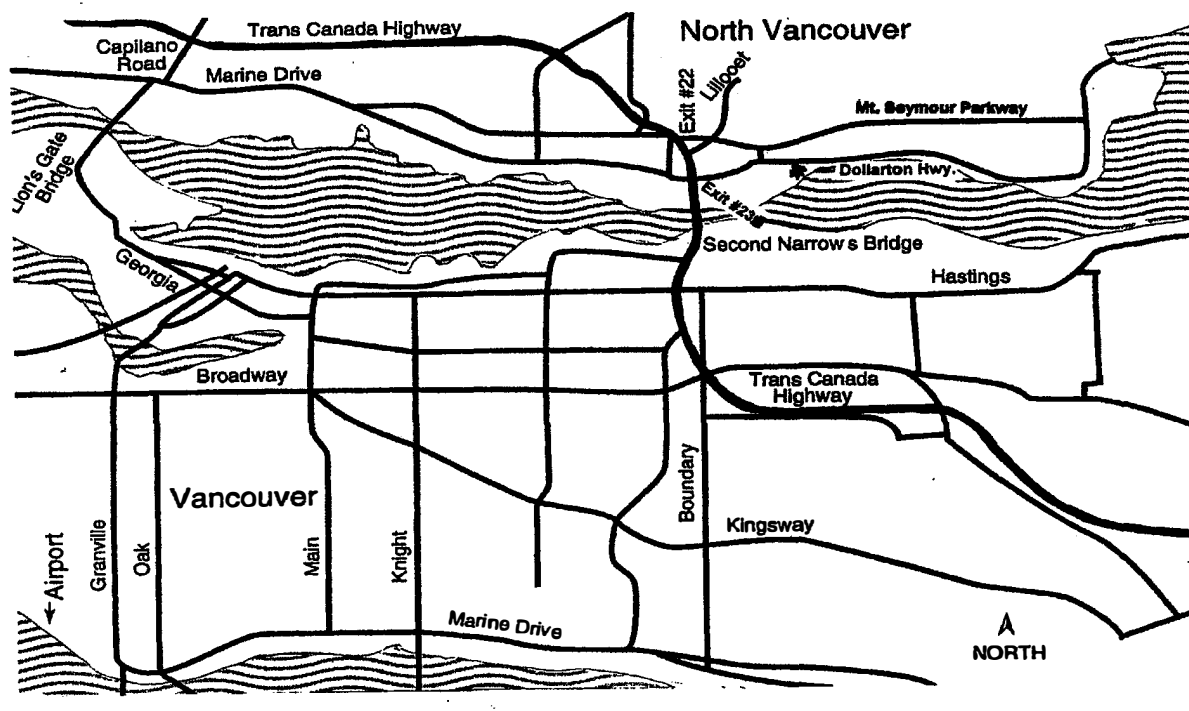 North Vancouver
Trans Canada Highway
Capilano
Road
Marine Drive
Exit #22
Lillooet
Mt. Seymour Parkway
Lion's Gate
Bridge
Dollarton Hwy.
Exit #23
Second Narrows Bridge
Georgia
Hastings
Broadway
Trans Canada
Highway
Vancouver
Granville
Oak
Main
Knight
Boundary
Kingsway
Airport
Marine Drive
NORTH